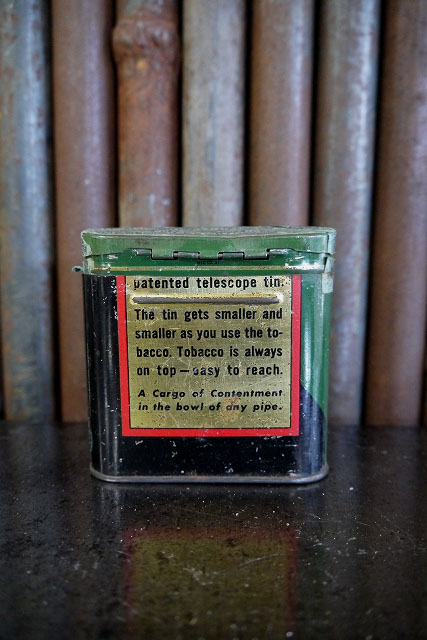 patented telescope tin.
The tin gets smaller and
smaller as you use the to-
bacco. Tobacco is always
on top — easy to reach.
A Cargo of Contentment
in the bowl of any pipe.